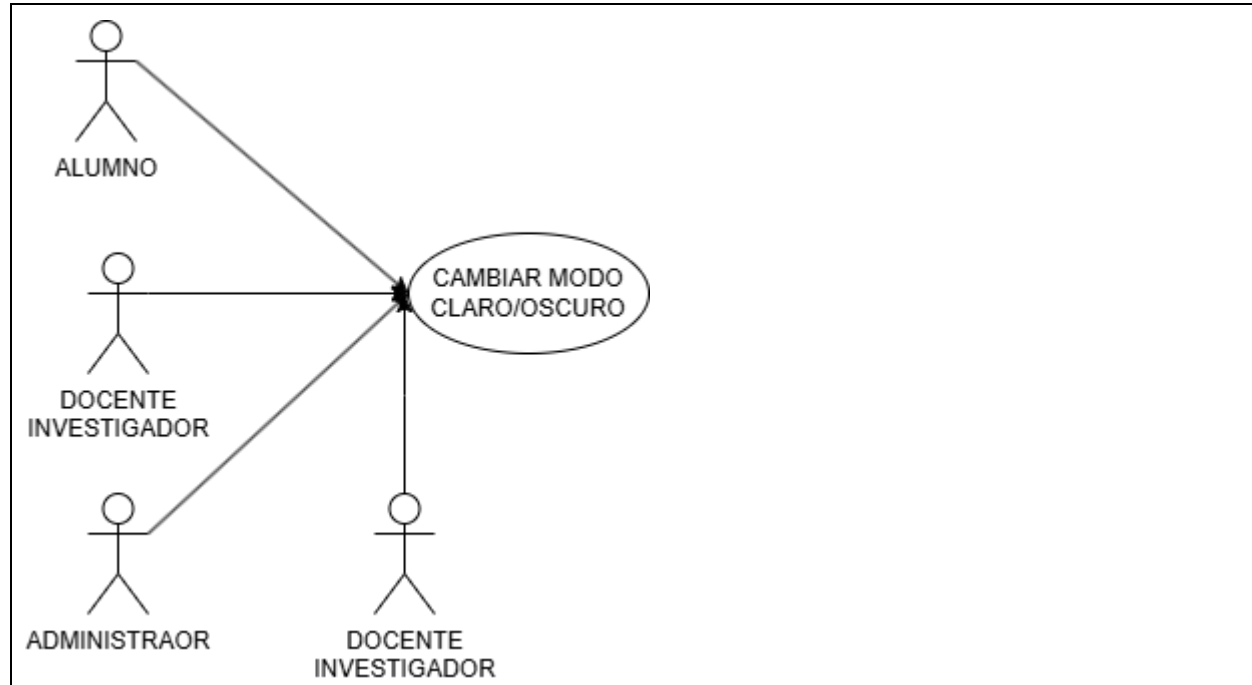 ALUMNO
CAMBIAR MODO
CLARO/OSCURO
DOCENTE
INVESTIGADOR
ADMINISTRAOR
DOCENTE
INVESTIGADOR